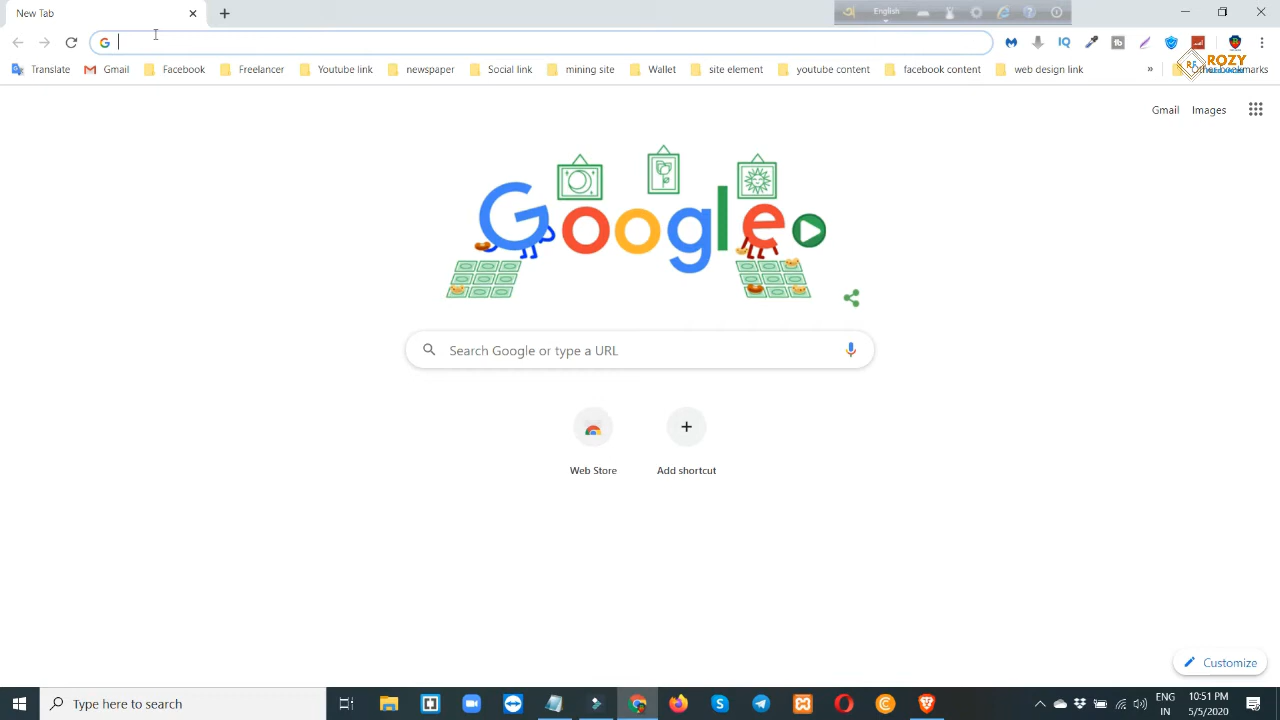 New Tab
English
Translate
Gmail
Facebook
Freelancer
Youtube link
newspaper
Social link
mining site
Wallet
site element
youtube content
facebook content
web design link
»
bookmarks
ROZY
Gmail
Images
Google
Search Google or type a URL
Web Store
Add shortcut
Customize
Type here to search
ENG
IN
10:51 PM
5/5/2020